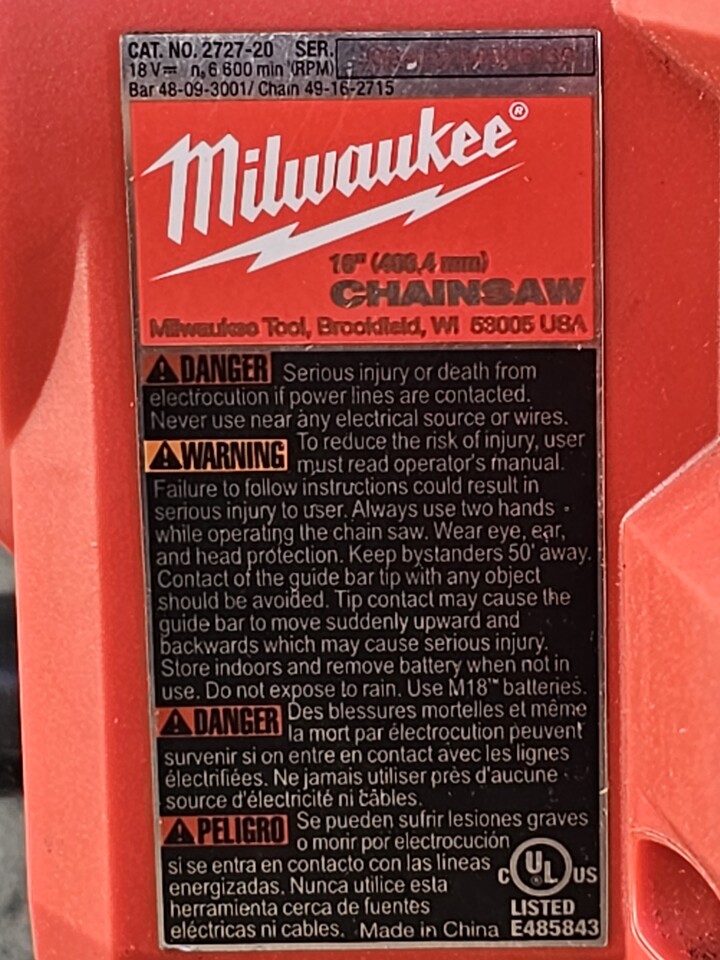 CAT. NO. 2727-20 SER.
18 V⎓ n₀ 6 600 min⁻¹(RPM)
Bar 48-09-3001/ Chain 49-16-2715
Milwaukee®
16" (406,4 mm)
CHAINSAW
Milwaukee Tool, Brookfield, WI 53005 USA
⚠DANGER Serious injury or death from
electrocution if power lines are contacted.
Never use near any electrical source or wires.
⚠WARNING To reduce the risk of injury, user
must read operator's manual.
Failure to follow instructions could result in
serious injury to user. Always use two hands
while operating the chain saw. Wear eye, ear,
and head protection. Keep bystanders 50' away.
Contact of the guide bar tip with any object
should be avoided. Tip contact may cause the
guide bar to move suddenly upward and
backwards which may cause serious injury.
Store indoors and remove battery when not in
use. Do not expose to rain. Use M18™ batteries.
⚠DANGER Des blessures mortelles et même
la mort par électrocution peuvent
survenir si on entre en contact avec les lignes
électrifiées. Ne jamais utiliser près d'aucune
source d'électricité ni câbles.
⚠PELIGRO Se pueden sufrir lesiones graves
o morir por electrocución
si se entra en contacto con las líneas
energizadas. Nunca utilice esta
herramienta cerca de fuentes
eléctricas ni cables. Made in China
C UL US
LISTED
E485843